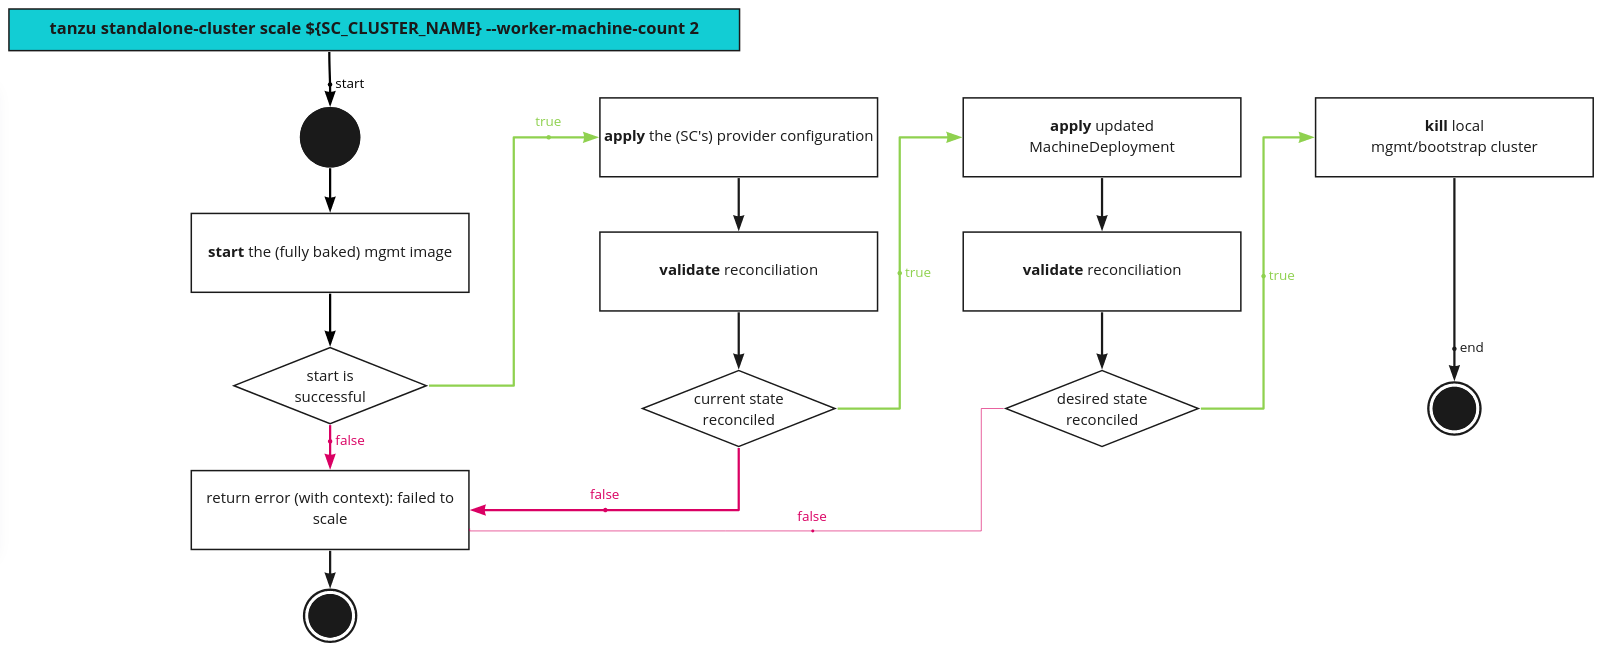 tanzu standalone-cluster scale ${SC_CLUSTER_NAME} --worker-machine-count 2
start
start the (fully baked) mgmt image
start is
successful
true
false
return error (with context): failed to
scale
apply the (SC's) provider configuration
validate reconciliation
current state
reconciled
true
false
apply updated
MachineDeployment
validate reconciliation
desired state
reconciled
true
false
kill local
mgmt/bootstrap cluster
end